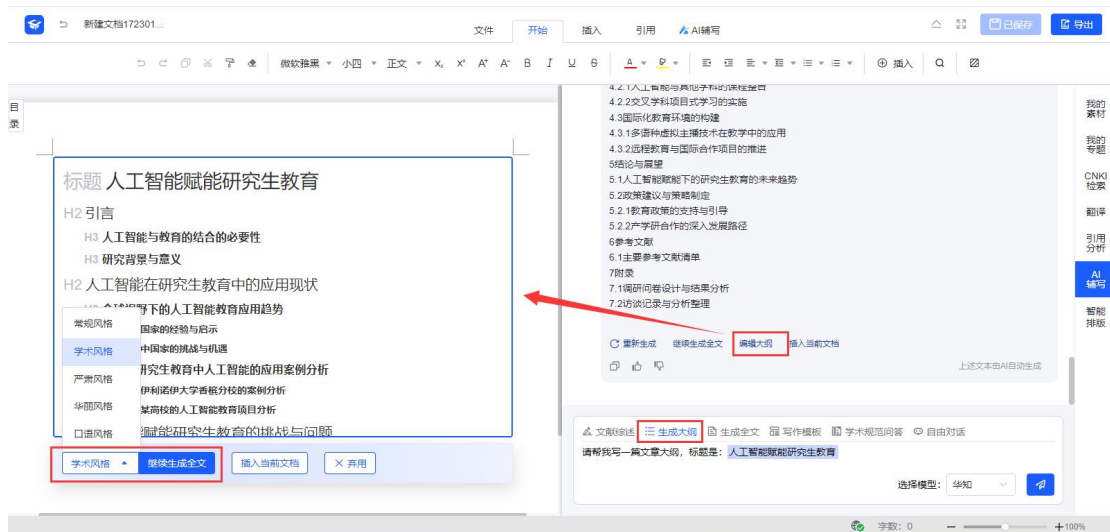 新建文档172301...
文件 开始 插入 引用 AI辅写
已保存 导出
微软雅黑 小四 正文 X₂ X² A⁺ A⁻ B I U S A 插入
目录
标题 人工智能赋能研究生教育
H2 引言
H3 人工智能与教育的结合的必要性
H3 研究背景与意义
H2 人工智能在研究生教育中的应用现状
下的人工智能教育应用趋势
国家的经验与启示
中国家的挑战与机遇
究生教育中人工智能的应用案例分析
伊利诺伊大学香槟分校的案例分析
某高校的人工智能教育项目分析
赋能研究生教育的挑战与问题
常规风格
学术风格
严肃风格
华丽风格
口语风格
学术风格 继续生成全文 插入当前文档 弃用
4.2.1人工智能与其他学科的课程整合
4.2.2交叉学科项目式学习的实施
4.3国际化教育环境的构建
4.3.1多语种虚拟主播技术在教学中的应用
4.3.2远程教育与国际合作项目的推进
5结论与展望
5.1人工智能赋能下的研究生教育的未来趋势
5.2政策建议与策略制定
5.2.1教育政策的支持与引导
5.2.2产学研合作的深入发展路径
6参考文献
6.1主要参考文献清单
7附录
7.1调研问卷设计与结果分析
7.2访谈记录与分析整理
重新生成 继续生成全文 编辑大纲 插入当前文档
上述文本由AI自动生成
文献综述 生成大纲 生成全文 写作模板 学术规范问答 自由对话
请帮我写一篇文章大纲，标题是： 人工智能赋能研究生教育
选择模型： 华知
我的素材
我的专题
CNKI检索
翻译
引用分析
AI辅写
智能排版
字数：0 100%